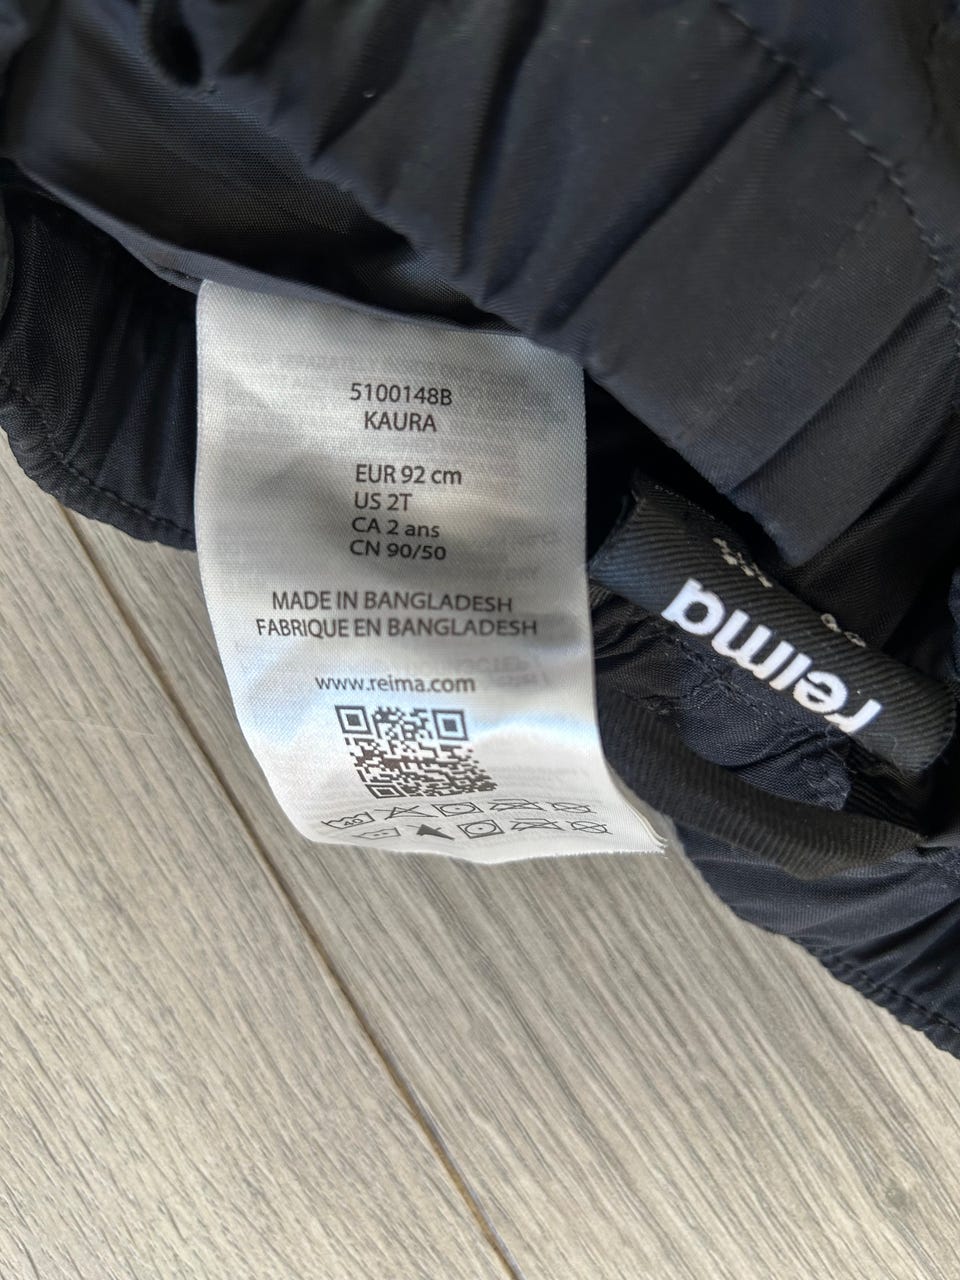 5100148B
KAURA
EUR 92 cm
US 2T
CA 2 ans
CN 90/50
MADE IN BANGLADESH
FABRIQUE EN BANGLADESH
www.reima.com
40
reima